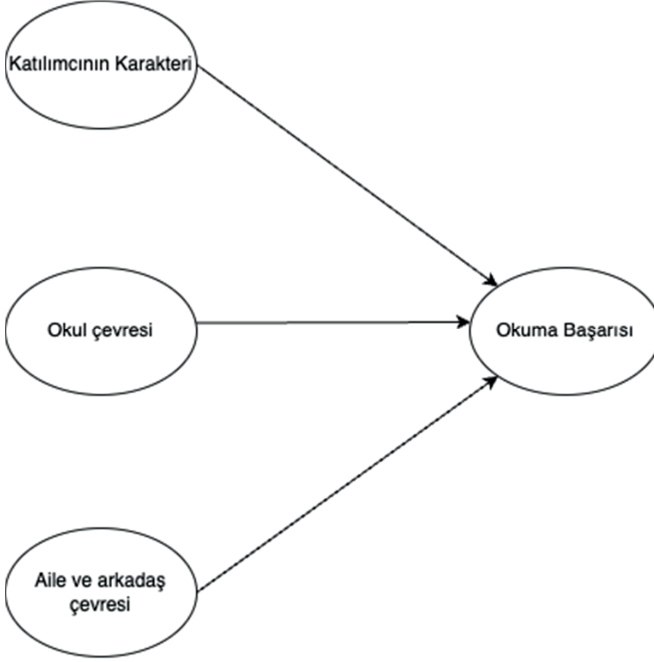 Katılımcının Karakteri
Okul çevresi
Okuma Başarısı
Aile ve arkadaş
çevresi